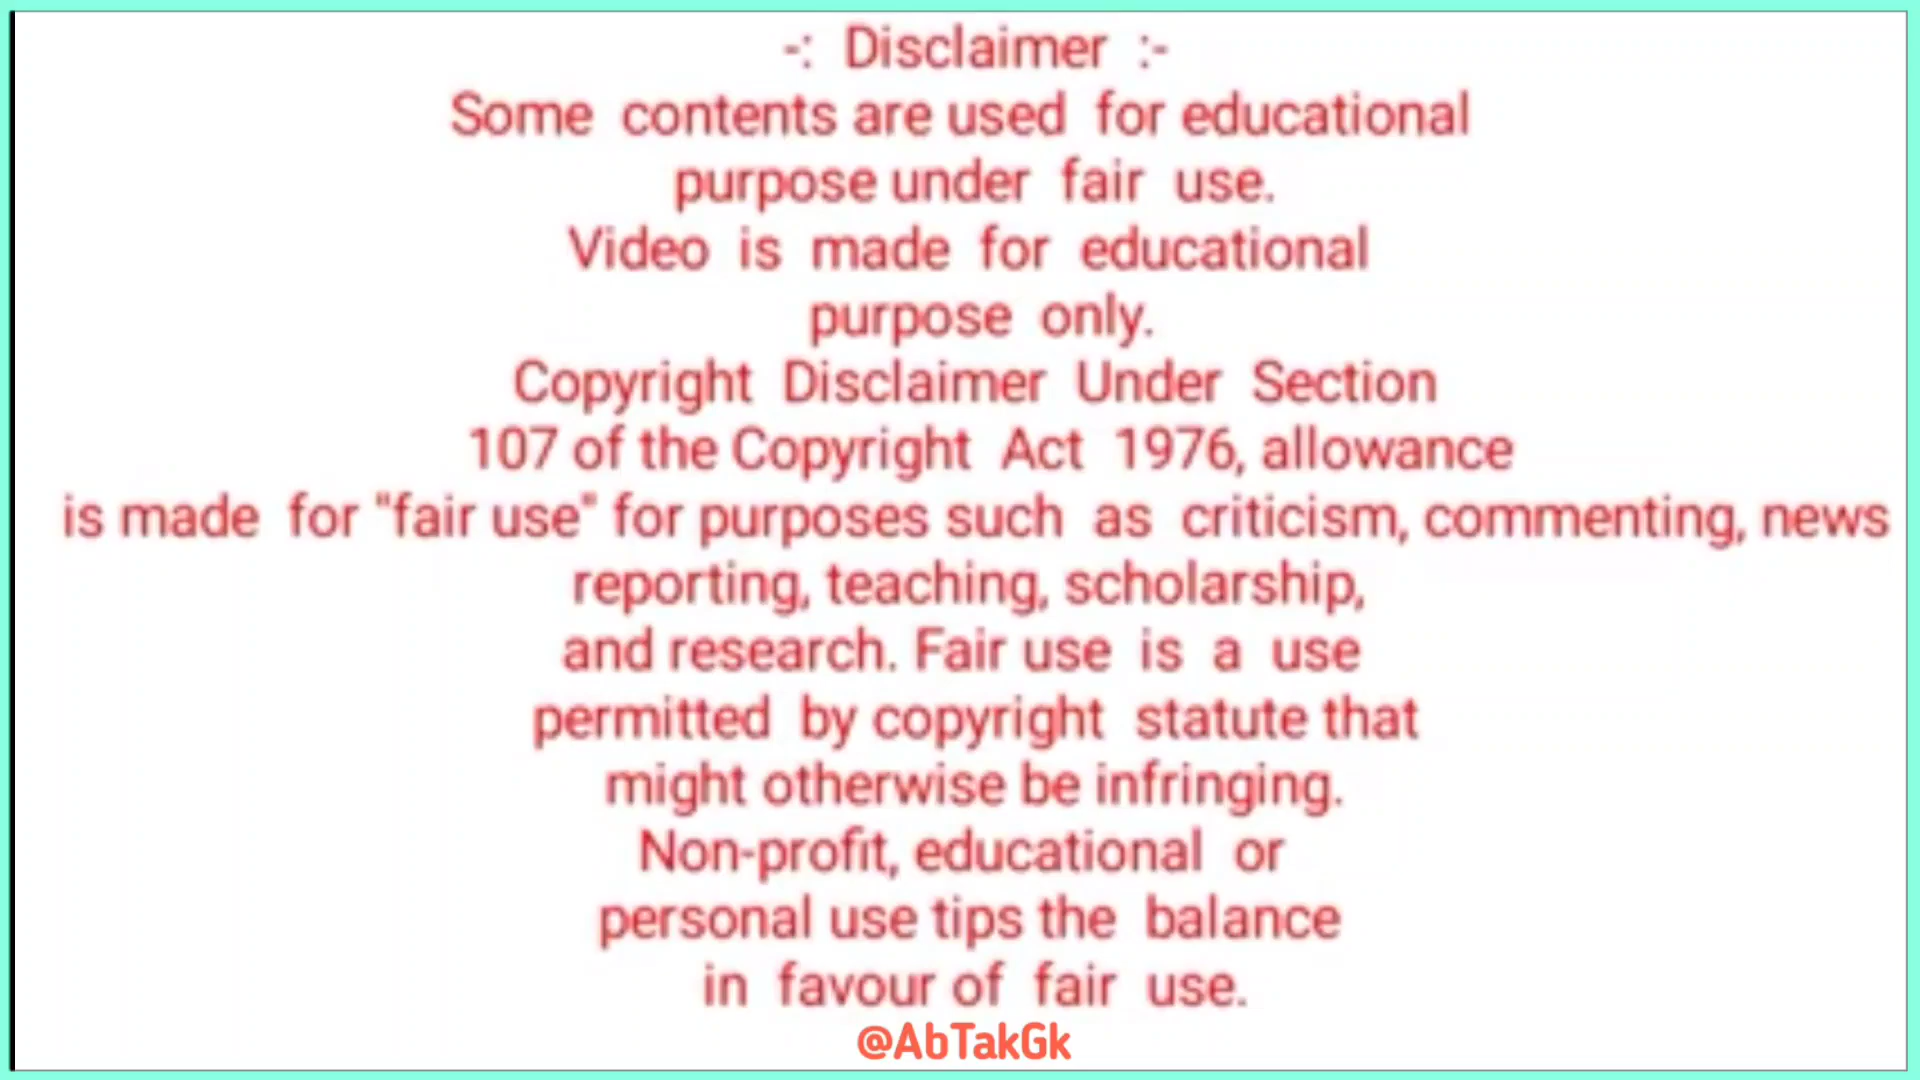 -: Disclaimer :-
Some contents are used for educational
purpose under fair use.
Video is made for educational
purpose only.
Copyright Disclaimer Under Section
107 of the Copyright Act 1976, allowance
is made for "fair use" for purposes such as criticism, commenting, news
reporting, teaching, scholarship,
and research. Fair use is a use
permitted by copyright statute that
might otherwise be infringing.
Non-profit, educational or
personal use tips the balance
in favour of fair use.
@AbTakGk